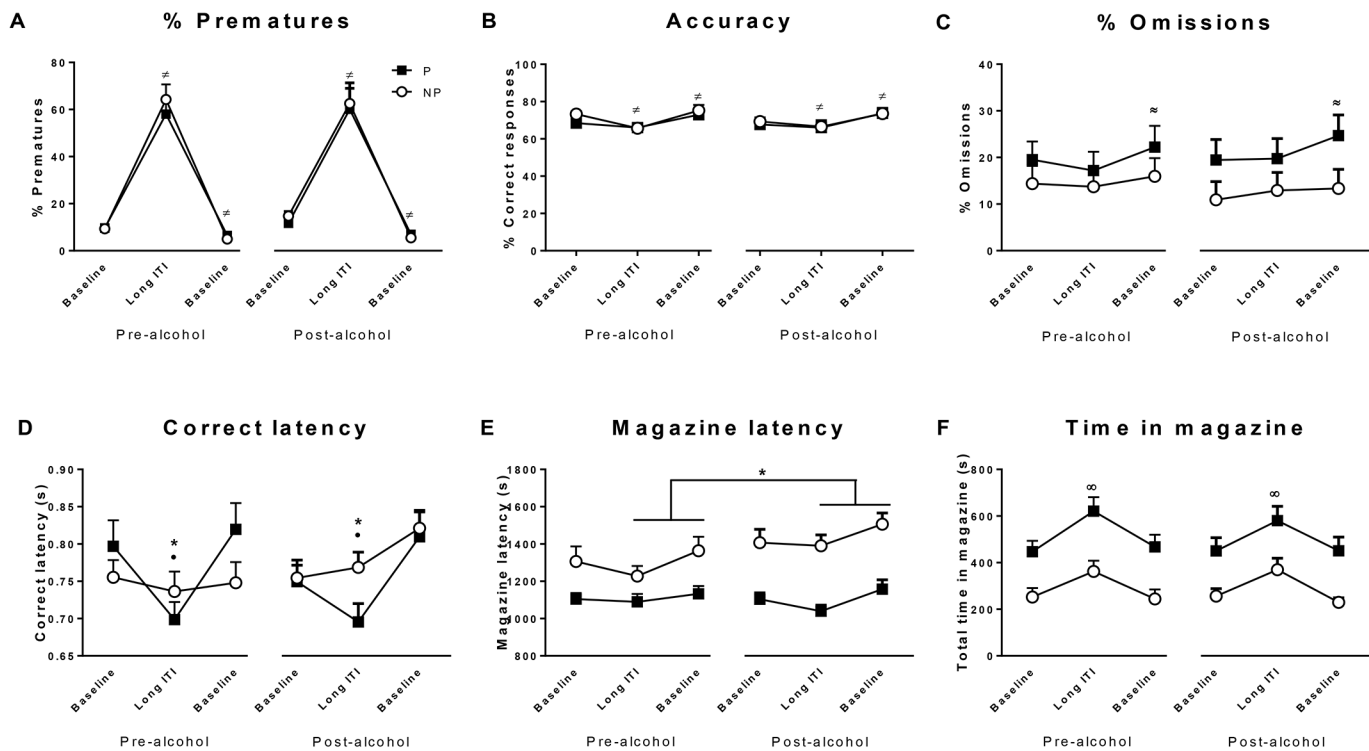 A % Prematures
≠ ≠
P
NP
% Prematures
80
60
40
20
0
≠ ≠
Baseline Long ITI Baseline Baseline Long ITI Baseline
Pre-alcohol Post-alcohol
B Accuracy
% Correct responses
100
80
60
40
20
0
≠ ≠ ≠ ≠
Baseline Long ITI Baseline Baseline Long ITI Baseline
Pre-alcohol Post-alcohol
C % Omissions
% Omissions
40
30
20
10
0
≈ ≈
Baseline Long ITI Baseline Baseline Long ITI Baseline
Pre-alcohol Post-alcohol
D Correct latency
Correct latency (s)
0.90
0.85
0.80
0.75
0.70
0.65
* *
• •
Baseline Long ITI Baseline Baseline Long ITI Baseline
Pre-alcohol Post-alcohol
E Magazine latency
Magazine latency (s)
1800
1600
1400
1200
1000
800
*
Baseline Long ITI Baseline Baseline Long ITI Baseline
Pre-alcohol Post-alcohol
F Time in magazine
Total time in magazine (s)
800
600
400
200
0
∞ ∞
Baseline Long ITI Baseline Baseline Long ITI Baseline
Pre-alcohol Post-alcohol